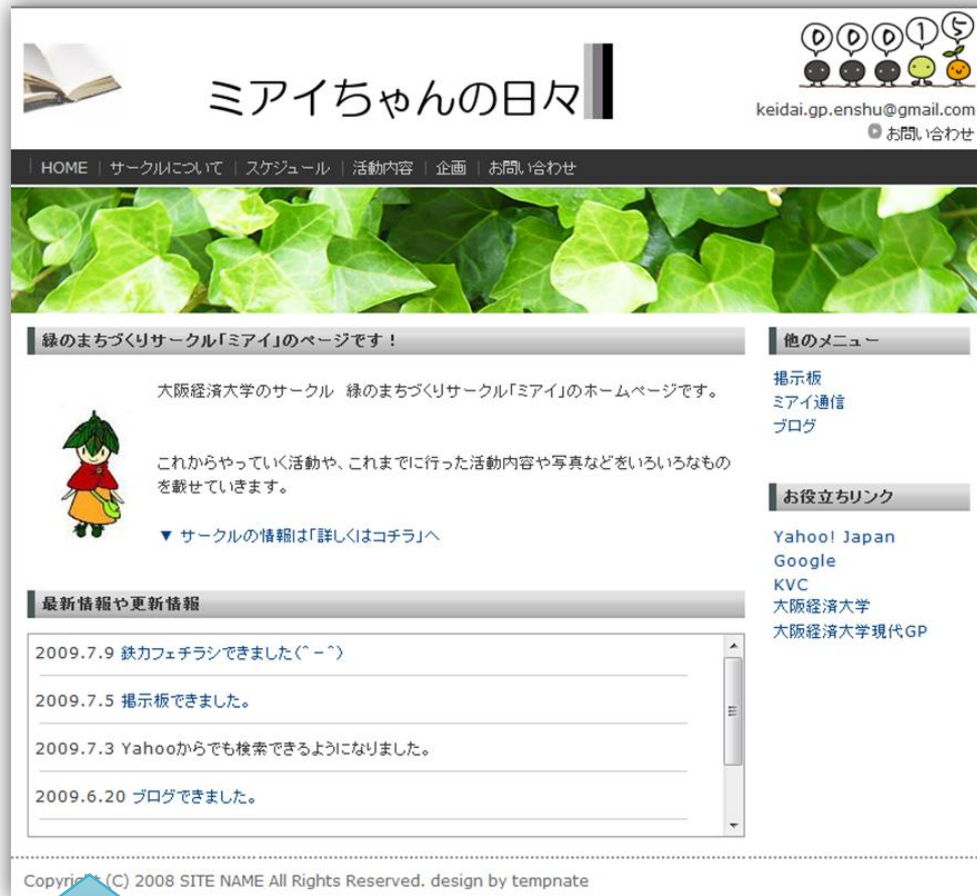 ミアイちゃんの日々
00015
keidai.gp.enshu@gmail.com
お問い合わせ
HOME | サークルについて | スケジュール | 活動内容 | 企画 | お問い合わせ
緑のまちづくりサークル「ミアイ」のページです!
大阪経済大学のサークル 緑のまちづくりサークル「ミアイ」のホームページです。
これからやっていく活動や、これまでに行った活動内容や写真などをいろいろなもの
を載せていきます。
▼ サークルの情報は「詳しくはコチラ」へ
最新情報や更新情報
2009.7.9 鉄カフェチラシできました(^-^)
2009.7.5 掲示板できました。
2009.7.3 Yahooからでも検索できるようになりました。
2009.6.20 ブログできました。
他のメニュー
掲示板
ミアイ通信
ブログ
お役立ちリンク
Yahoo! Japan
Google
KVC
大阪経済大学
大阪経済大学現代GP
Copyright (C) 2008 SITE NAME All Rights Reserved. design by tempnate